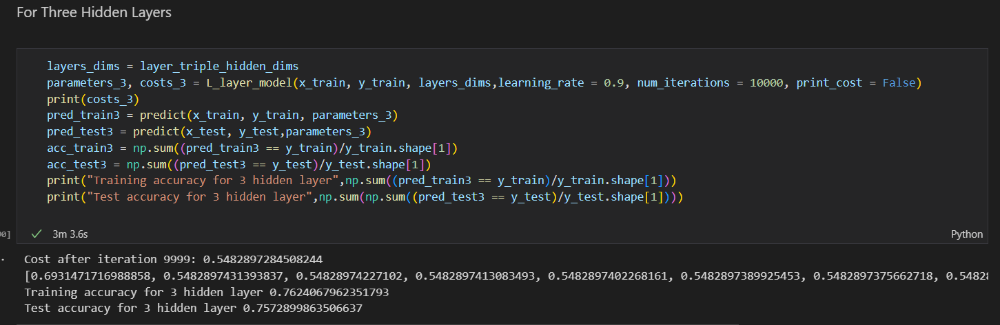 For Three Hidden Layers
layers_dims = layer_triple_hidden_dims
parameters_3, costs_3 = L_layer_model(x_train, y_train, layers_dims,learning_rate = 0.9, num_iterations = 10000, print_cost = False)
print(costs_3)
pred_train3 = predict(x_train, y_train, parameters_3)
pred_test3 = predict(x_test, y_test,parameters_3)
acc_train3 = np.sum((pred_train3 == y_train)/y_train.shape[1])
acc_test3 = np.sum((pred_test3 == y_test)/y_test.shape[1])
print("Training accuracy for 3 hidden layer",np.sum((pred_train3 == y_train)/y_train.shape[1]))
print("Test accuracy for 3 hidden layer",np.sum(np.sum((pred_test3 == y_test)/y_test.shape[1])))
0] ✓ 3m 3.6s Python
Cost after iteration 9999: 0.5482897284508244
[0.6931471716988858, 0.5482897431393837, 0.54828974227102, 0.5482897413083493, 0.5482897402268161, 0.5482897389925453, 0.5482897375662718, 0.5482
Training accuracy for 3 hidden layer 0.7624067962351793
Test accuracy for 3 hidden layer 0.7572899863506637